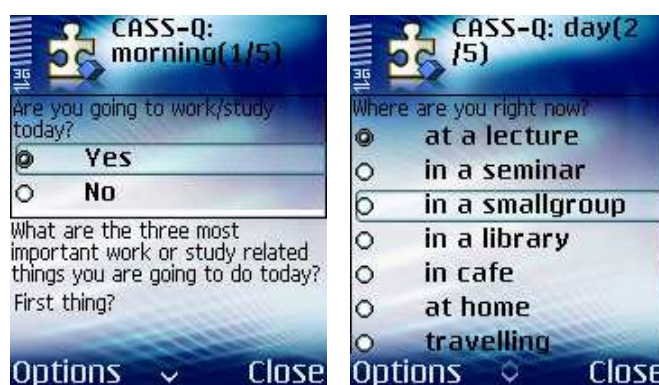 CASS-Q:
morning(1/5)
3G
Are you going to work/study
today?
Yes
No
What are the three most
important work or study related
things you are going to do today?
First thing?
Options
Close
CASS-Q: day(2
/5)
3G
Where are you right now?
at a lecture
in a seminar
in a smallgroup
in a library
in cafe
at home
travelling
Options
Close